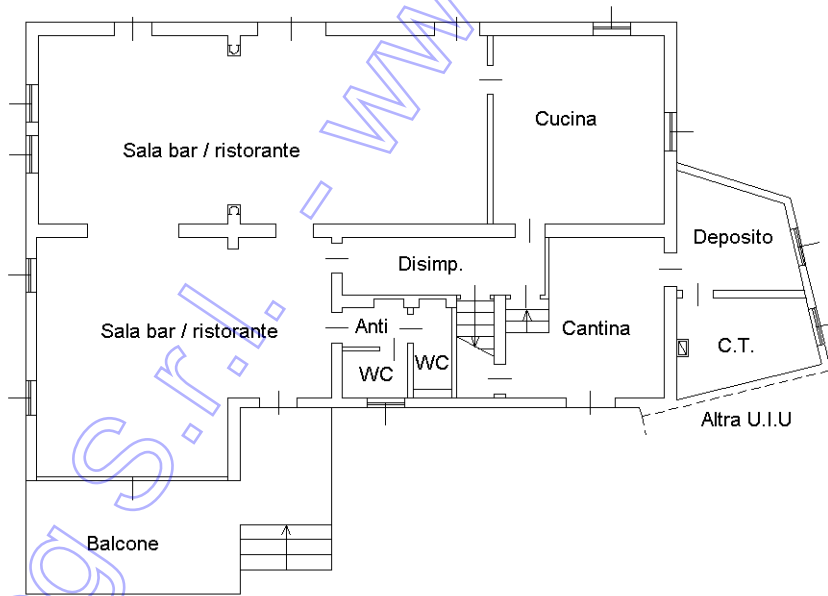 Cucina
Sala bar / ristorante
Deposito
Disimp.
Sala bar / ristorante
Anti
Cantina
C.T.
WC
WC
Altra U.I.U
Balcone
g s.r.l. - w